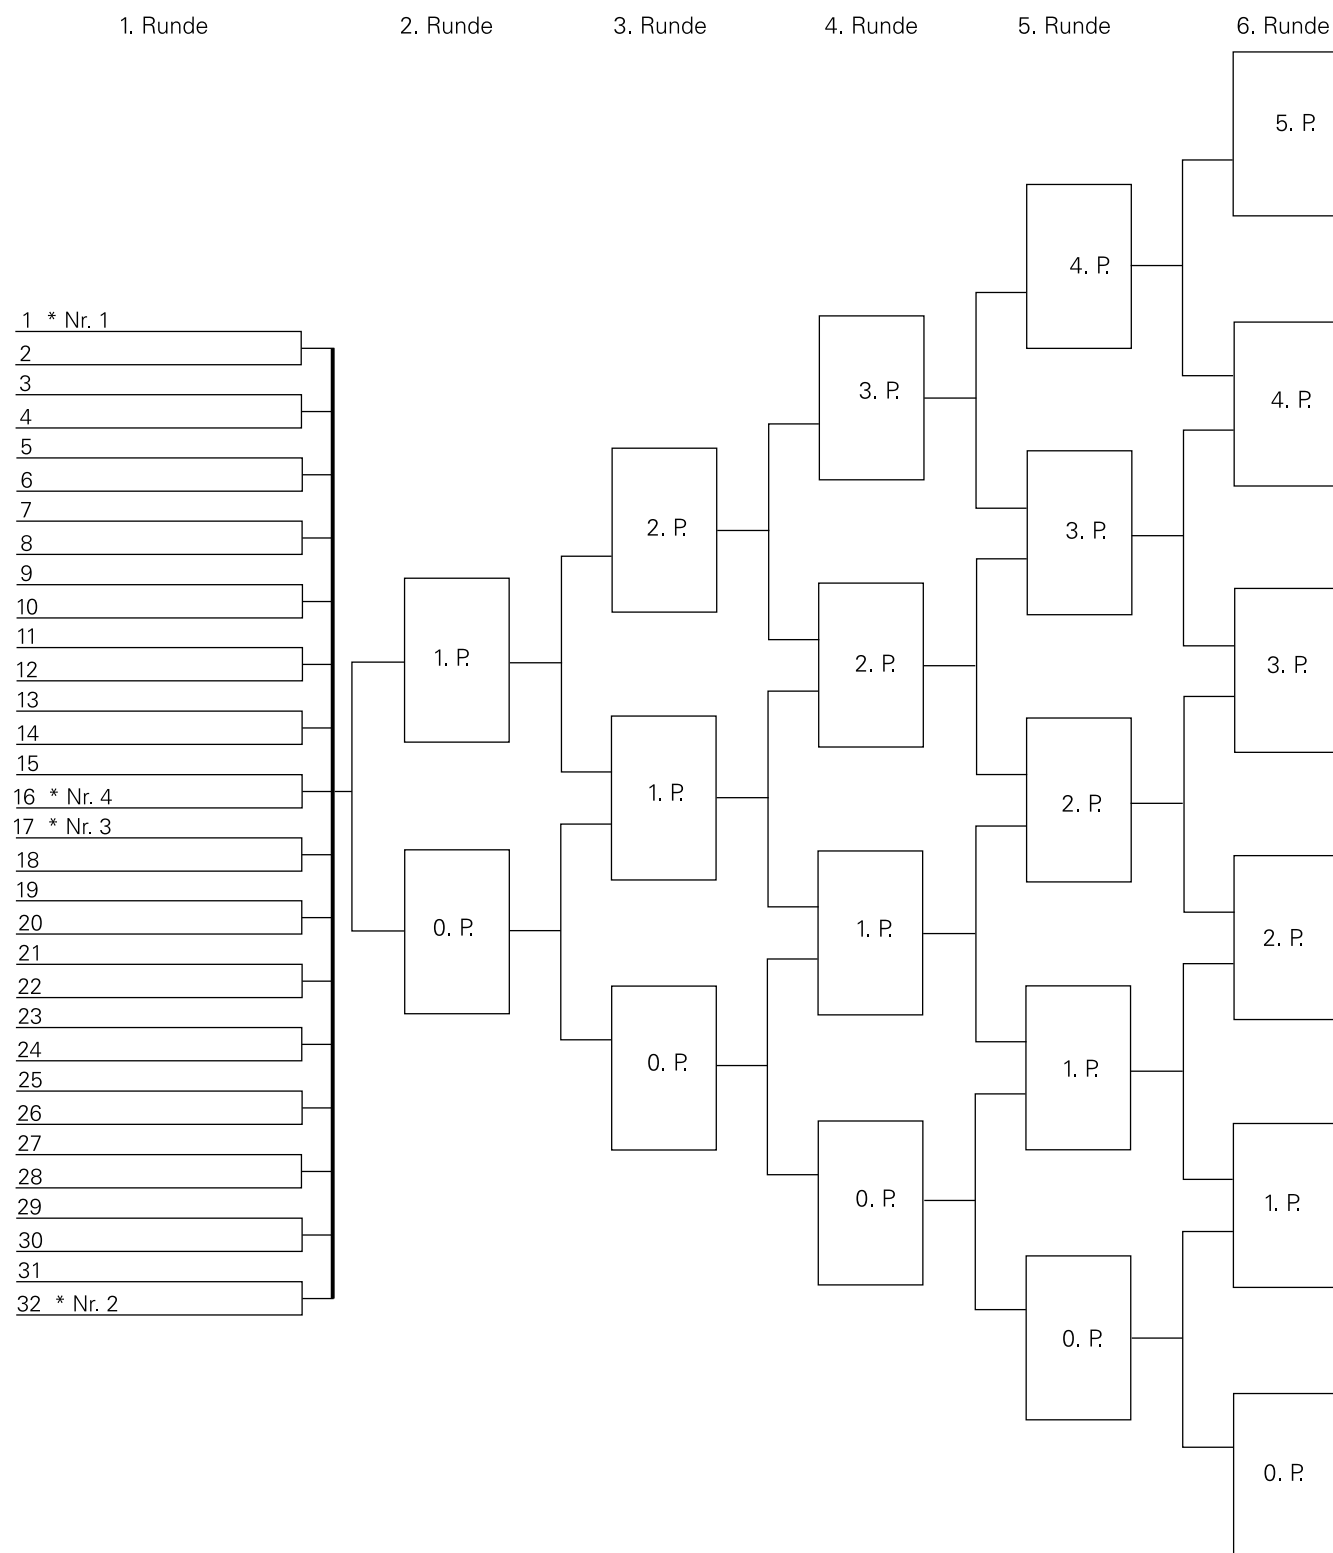 1. Runde 2. Runde 3. Runde 4. Runde 5. Runde 6. Runde
1 * Nr. 1
2
3
4
5
6
7
8
9
10
11
12
13
14
15
16 * Nr. 4
17 * Nr. 3
18
19
20
21
22
23
24
25
26
27
28
29
30
31
32 * Nr. 2
1. P.
0. P.
2. P.
1. P.
0. P.
3. P.
2. P.
1. P.
0. P.
4. P.
3. P.
2. P.
1. P.
0. P.
5. P.
4. P.
3. P.
2. P.
1. P.
0. P.